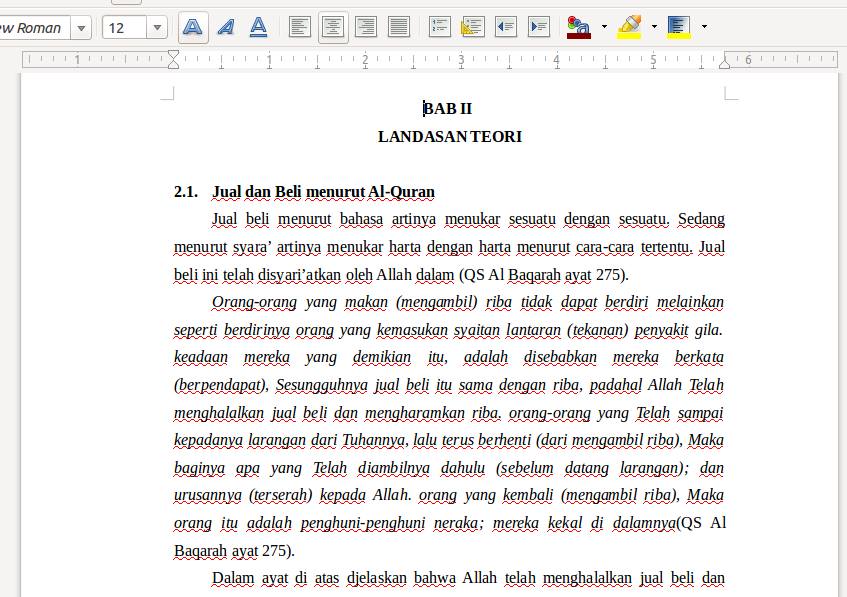 w Roman 12 A A A A
1 1 2 3 4 5 6
BAB II
LANDASAN TEORI
2.1. Jual dan Beli menurut Al-Quran
Jual beli menurut bahasa artinya menukar sesuatu dengan sesuatu. Sedang
menurut syara’ artinya menukar harta dengan harta menurut cara-cara tertentu. Jual
beli ini telah disyari’atkan oleh Allah dalam (QS Al Baqarah ayat 275).
Orang-orang yang makan (mengambil) riba tidak dapat berdiri melainkan
seperti berdirinya orang yang kemasukan syaitan lantaran (tekanan) penyakit gila.
keadaan mereka yang demikian itu, adalah disebabkan mereka berkata
(berpendapat), Sesungguhnya jual beli itu sama dengan riba, padahal Allah Telah
menghalalkan jual beli dan mengharamkan riba. orang-orang yang Telah sampai
kepadanya larangan dari Tuhannya, lalu terus berhenti (dari mengambil riba), Maka
baginya apa yang Telah diambilnya dahulu (sebelum datang larangan); dan
urusannya (terserah) kepada Allah. orang yang kembali (mengambil riba), Maka
orang itu adalah penghuni-penghuni neraka; mereka kekal di dalamnya(QS Al
Baqarah ayat 275).
Dalam ayat di atas djelaskan bahwa Allah telah menghalalkan jual beli dan